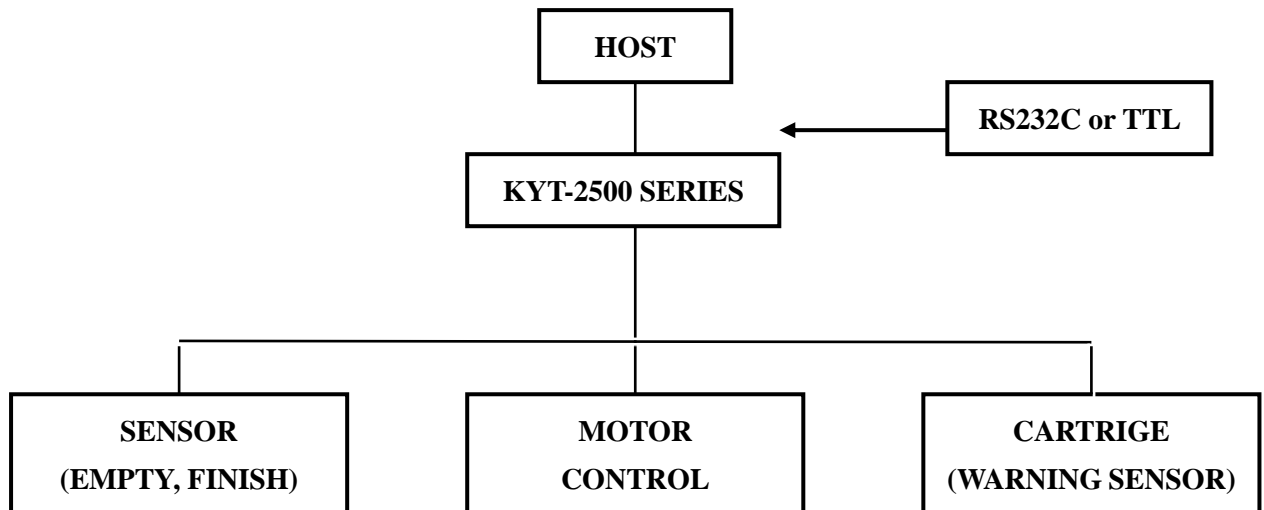 HOST
RS232C or TTL
KYT-2500 SERIES
SENSOR
(EMPTY, FINISH)
MOTOR
CONTROL
CARTRIGE
(WARNING SENSOR)